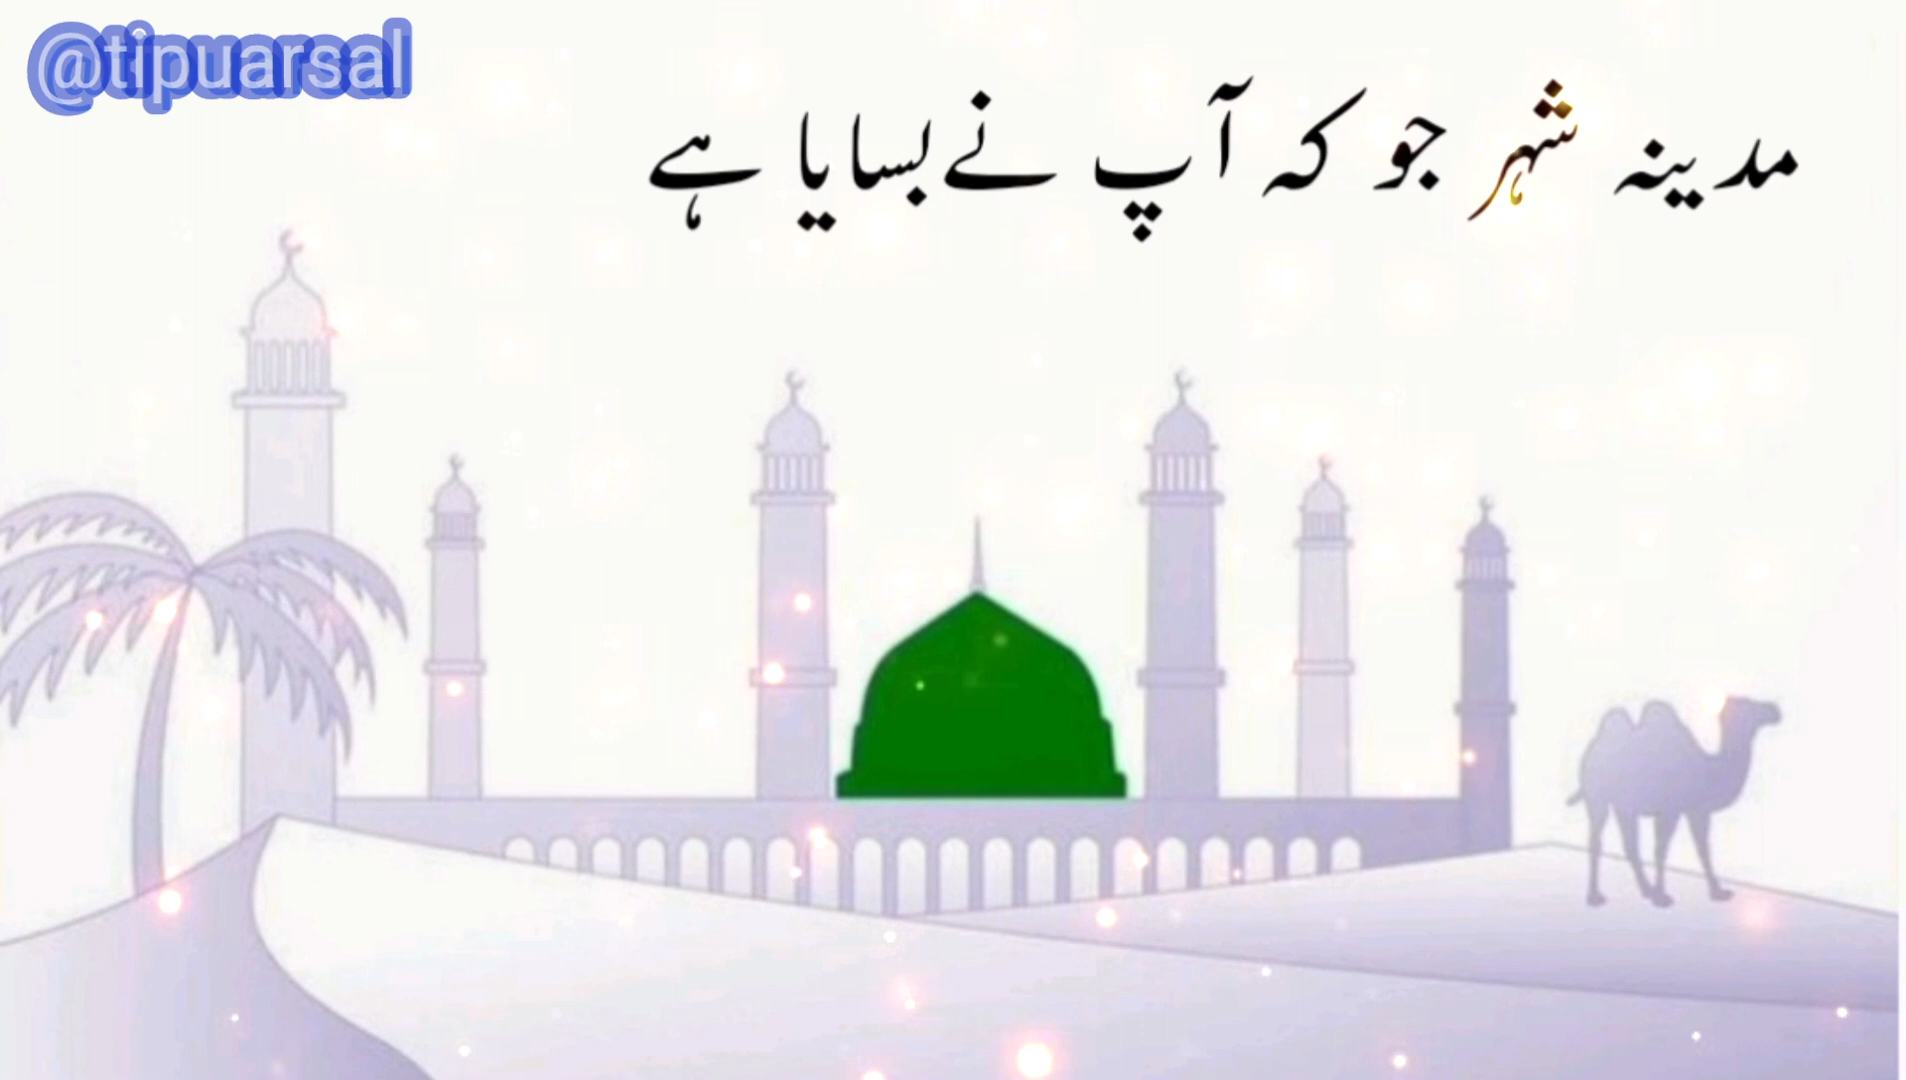 @tipuarsal
مدینہ شہر جو کہ آپ نے بسایا ہے